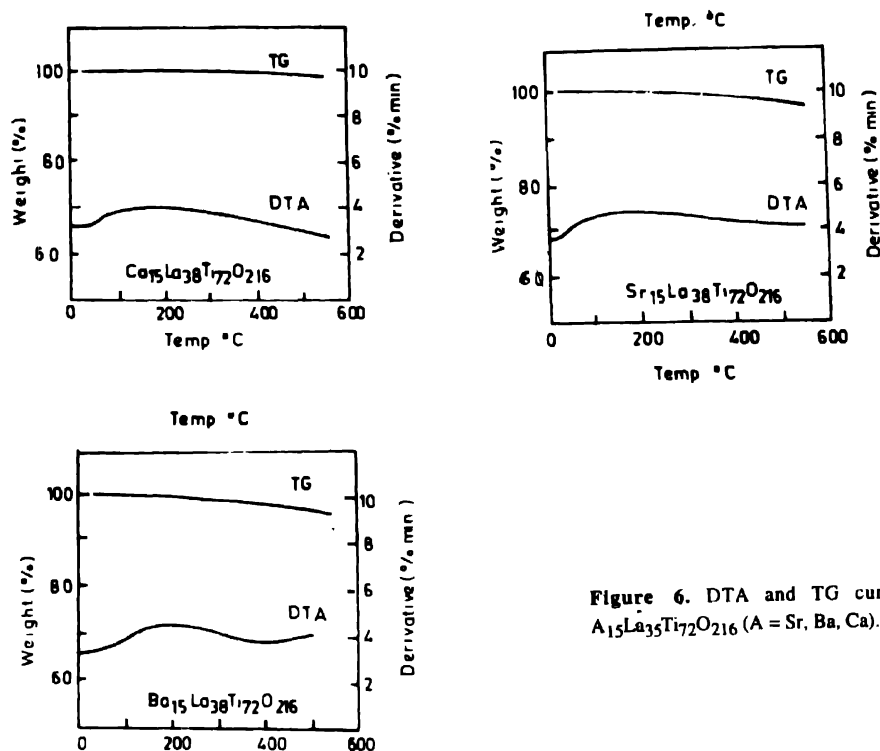 TG
100
10
8
80
6
DTA
4
60
2
Weight (%)
Derivative (%min)
Ca15La38Ti72O216
0
200
400
600
Temp °C
Temp. °C
TG
100
10
8
80
6
DTA
4
60
2
Weight (%)
Derivative (%min)
Sr15La38Ti72O216
0
200
400
600
Temp °C
Temp °C
TG
100
10
8
80
6
DTA
4
60
2
Weight (%)
Derivative (%min)
Ba15La38Ti72O216
0
200
400
600
Figure 6. DTA and TG cur
A15La35Ti72O216 (A = Sr, Ba, Ca).